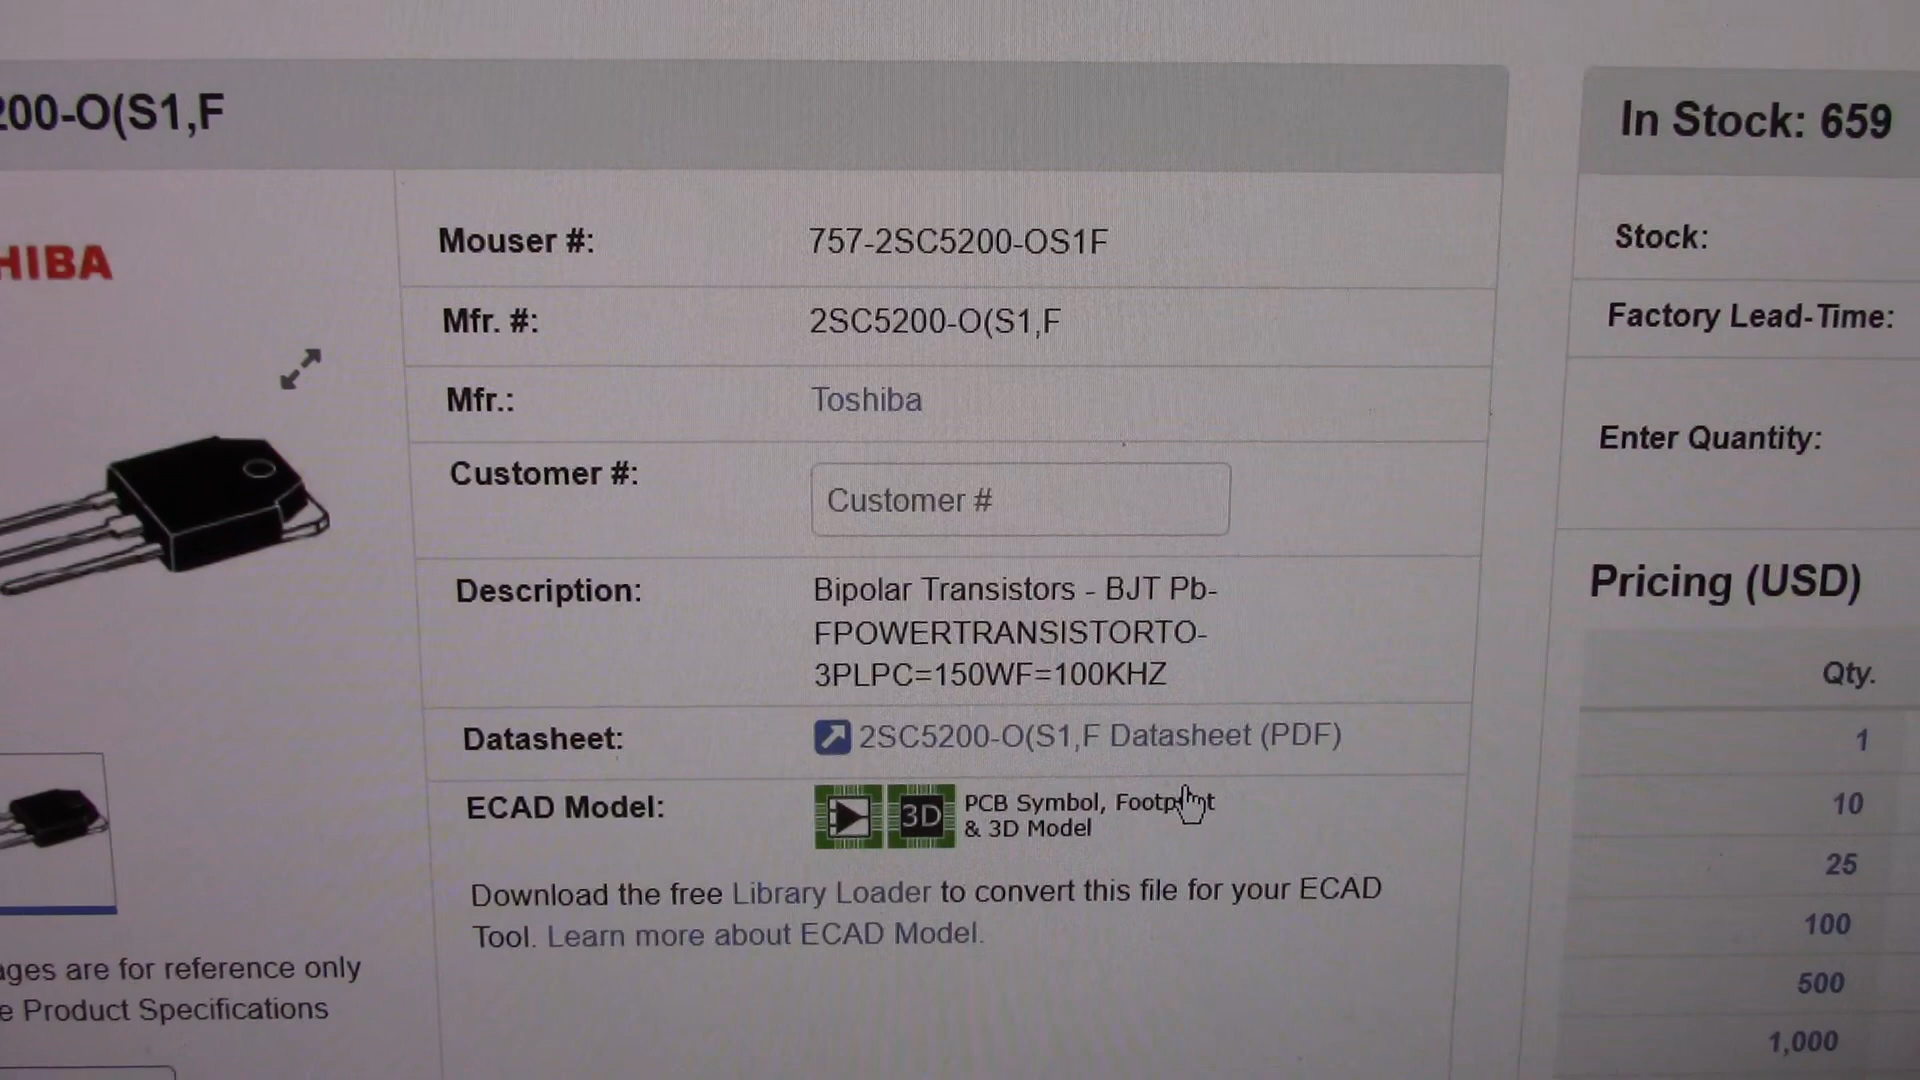 200-O(S1,F
HIBA
Mouser #: 757-2SC5200-OS1F
Mfr. #: 2SC5200-O(S1,F
Mfr.: Toshiba
Customer #: Customer #
Description: Bipolar Transistors - BJT Pb-
FPOWERTRANSISTORTO-
3PLPC=150WF=100KHZ
Datasheet: 2SC5200-O(S1,F Datasheet (PDF)
ECAD Model: 3D PCB Symbol, Footprint
& 3D Model
Download the free Library Loader to convert this file for your ECAD
Tool. Learn more about ECAD Model.
ages are for reference only
e Product Specifications
In Stock: 659
Stock:
Factory Lead-Time:
Enter Quantity:
Pricing (USD)
Qty.
1
10
25
100
500
1,000